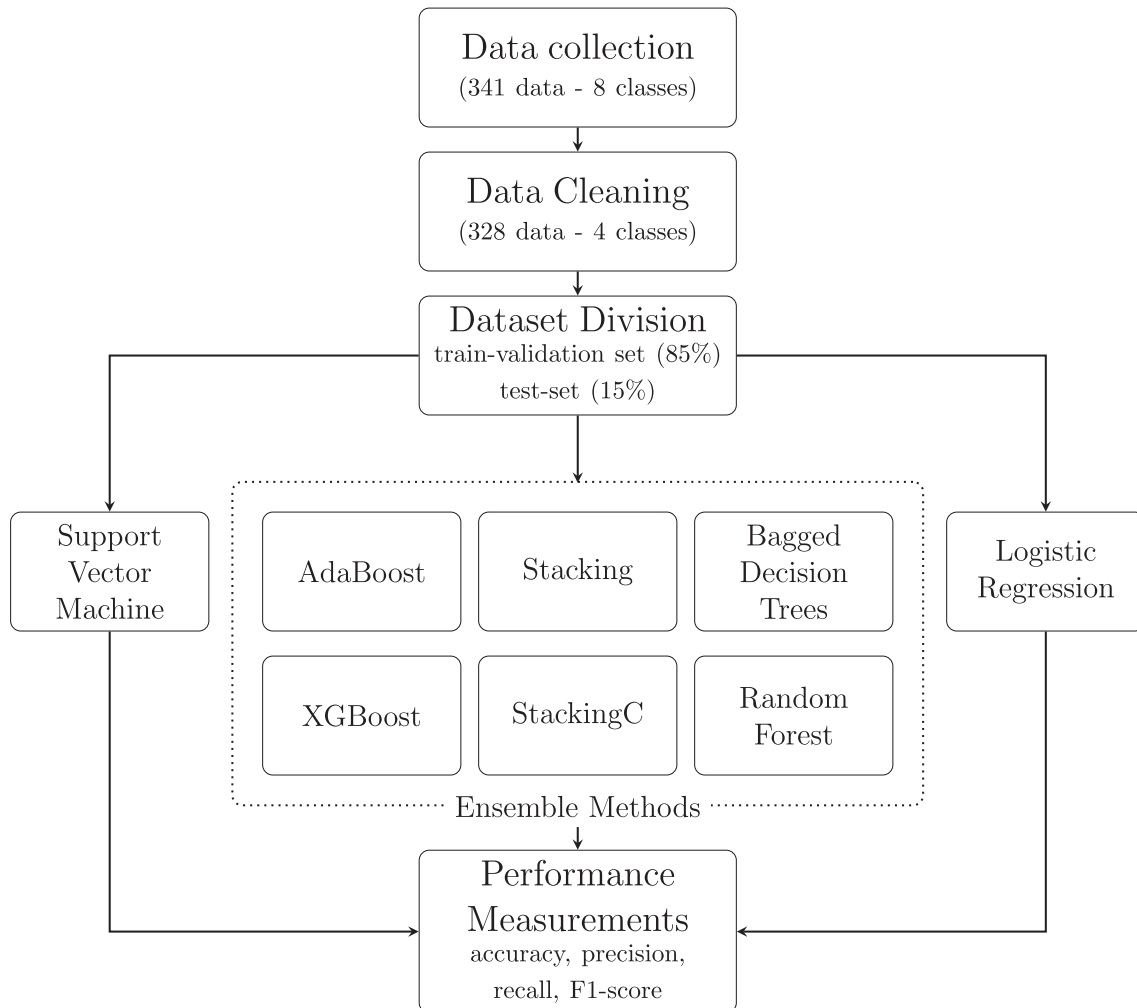 Data collection
(341 data - 8 classes)
Data Cleaning
(328 data - 4 classes)
Dataset Division
train-validation set (85%)
test-set (15%)
Support
Vector
Machine
AdaBoost
Stacking
Bagged
Decision
Trees
Logistic
Regression
XGBoost
StackingC
Random
Forest
Ensemble Methods
Performance
Measurements
accuracy, precision,
recall, F1-score